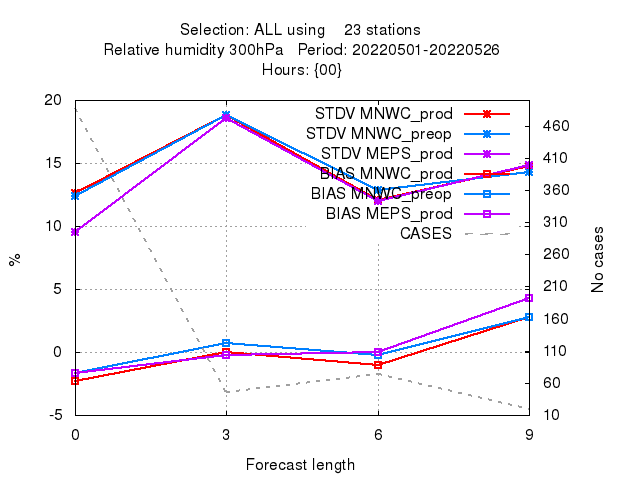 Selection: ALL using    23 stations
Relative humidity 300hPa   Period: 20220501-20220526
Hours: {00}
20
15
10
5
0
-5
%
STDV MNWC_prod
STDV MNWC_preop
STDV MEPS_prod
BIAS MNWC_prod
BIAS MNWC_preop
BIAS MEPS_prod
CASES
460
410
360
310
260
210
160
110
60
10
No cases
0 3 6 9
Forecast length